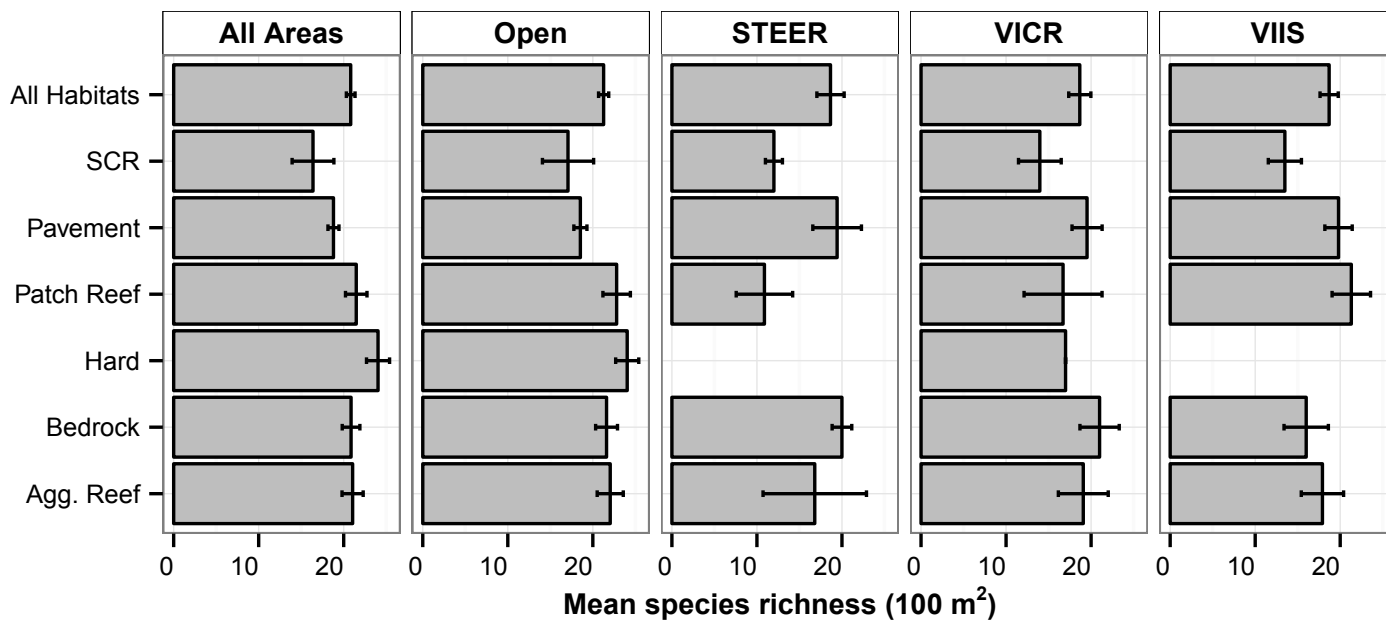 All Areas Open STEER VICR VIIS
All Habitats
SCR
Pavement
Patch Reef
Hard
Bedrock
Agg. Reef
0 10 20 0 10 20 0 10 20 0 10 20 0 10 20
Mean species richness (100 m²)